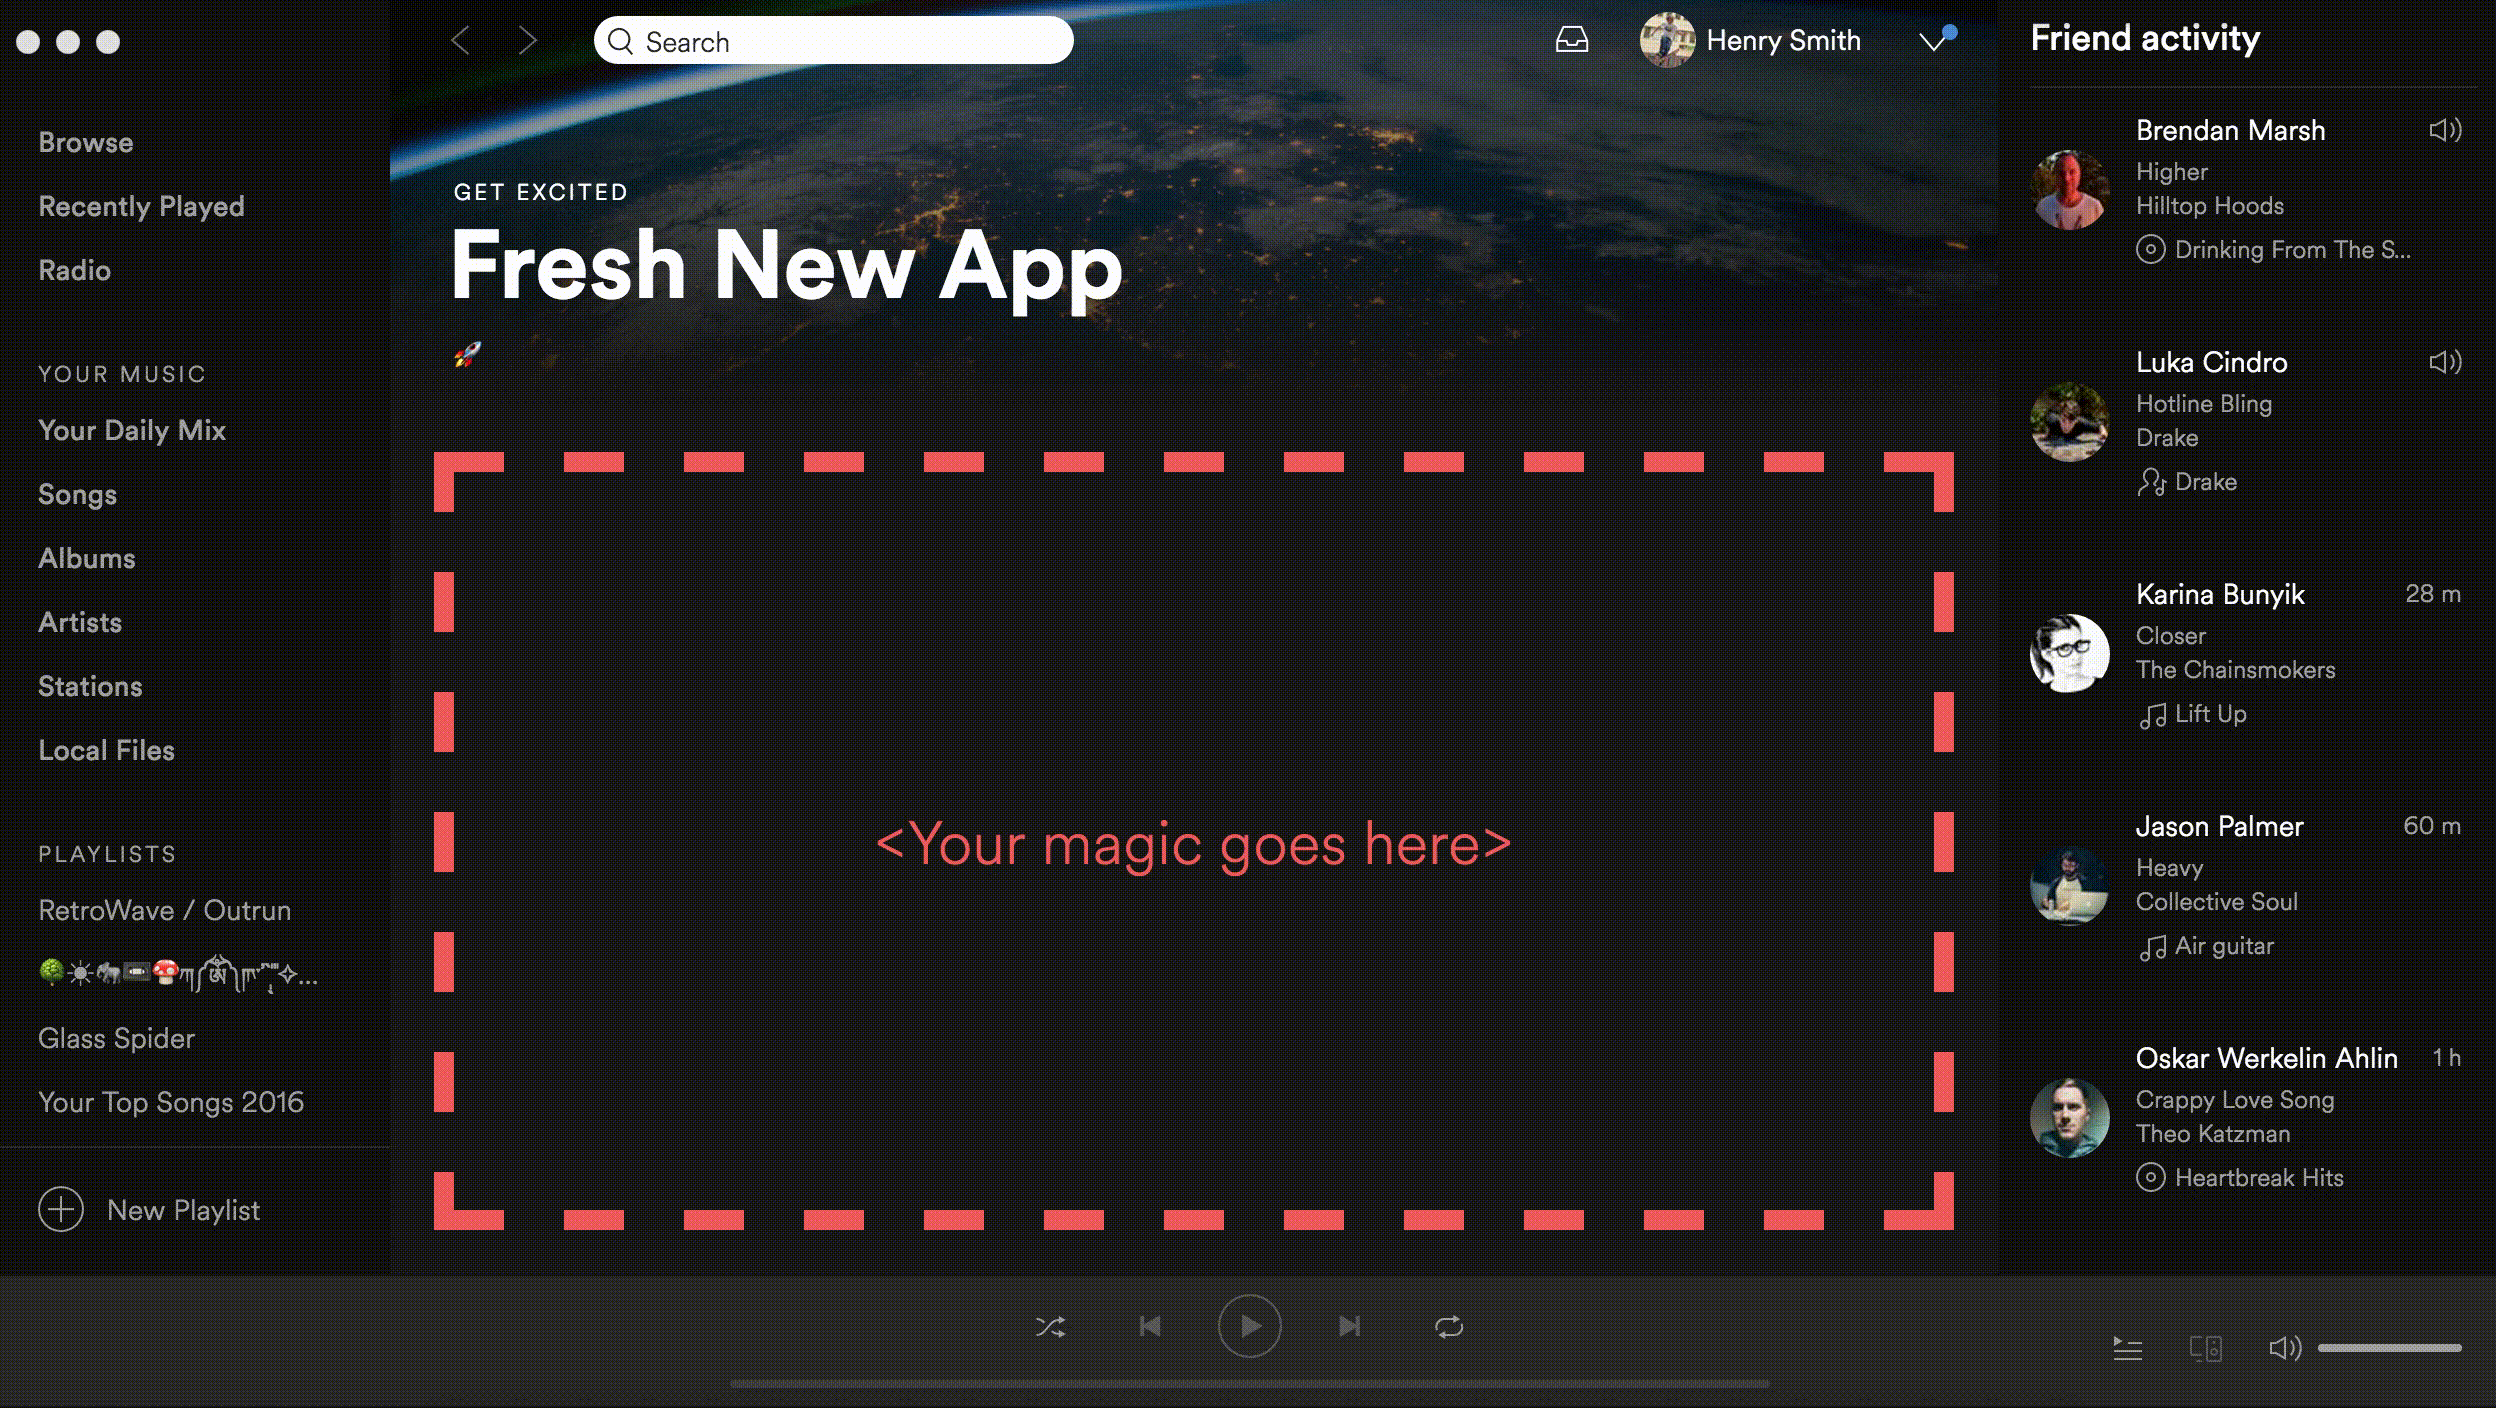 Search
Henry Smith
Browse
Recently Played
Radio
YOUR MUSIC
Your Daily Mix
Songs
Albums
Artists
Stations
Local Files
PLAYLISTS
RetroWave / Outrun
Glass Spider
Your Top Songs 2016
New Playlist
GET EXCITED
Fresh New App
🚀
<Your magic goes here>
Friend activity
Brendan Marsh
Higher
Hilltop Hoods
Drinking From The S...
Luka Cindro
Hotline Bling
Drake
Drake
Karina Bunyik 28 m
Closer
The Chainsmokers
Lift Up
Jason Palmer 60 m
Heavy
Collective Soul
Air guitar
Oskar Werkelin Ahlin 1 h
Crappy Love Song
Theo Katzman
Heartbreak Hits